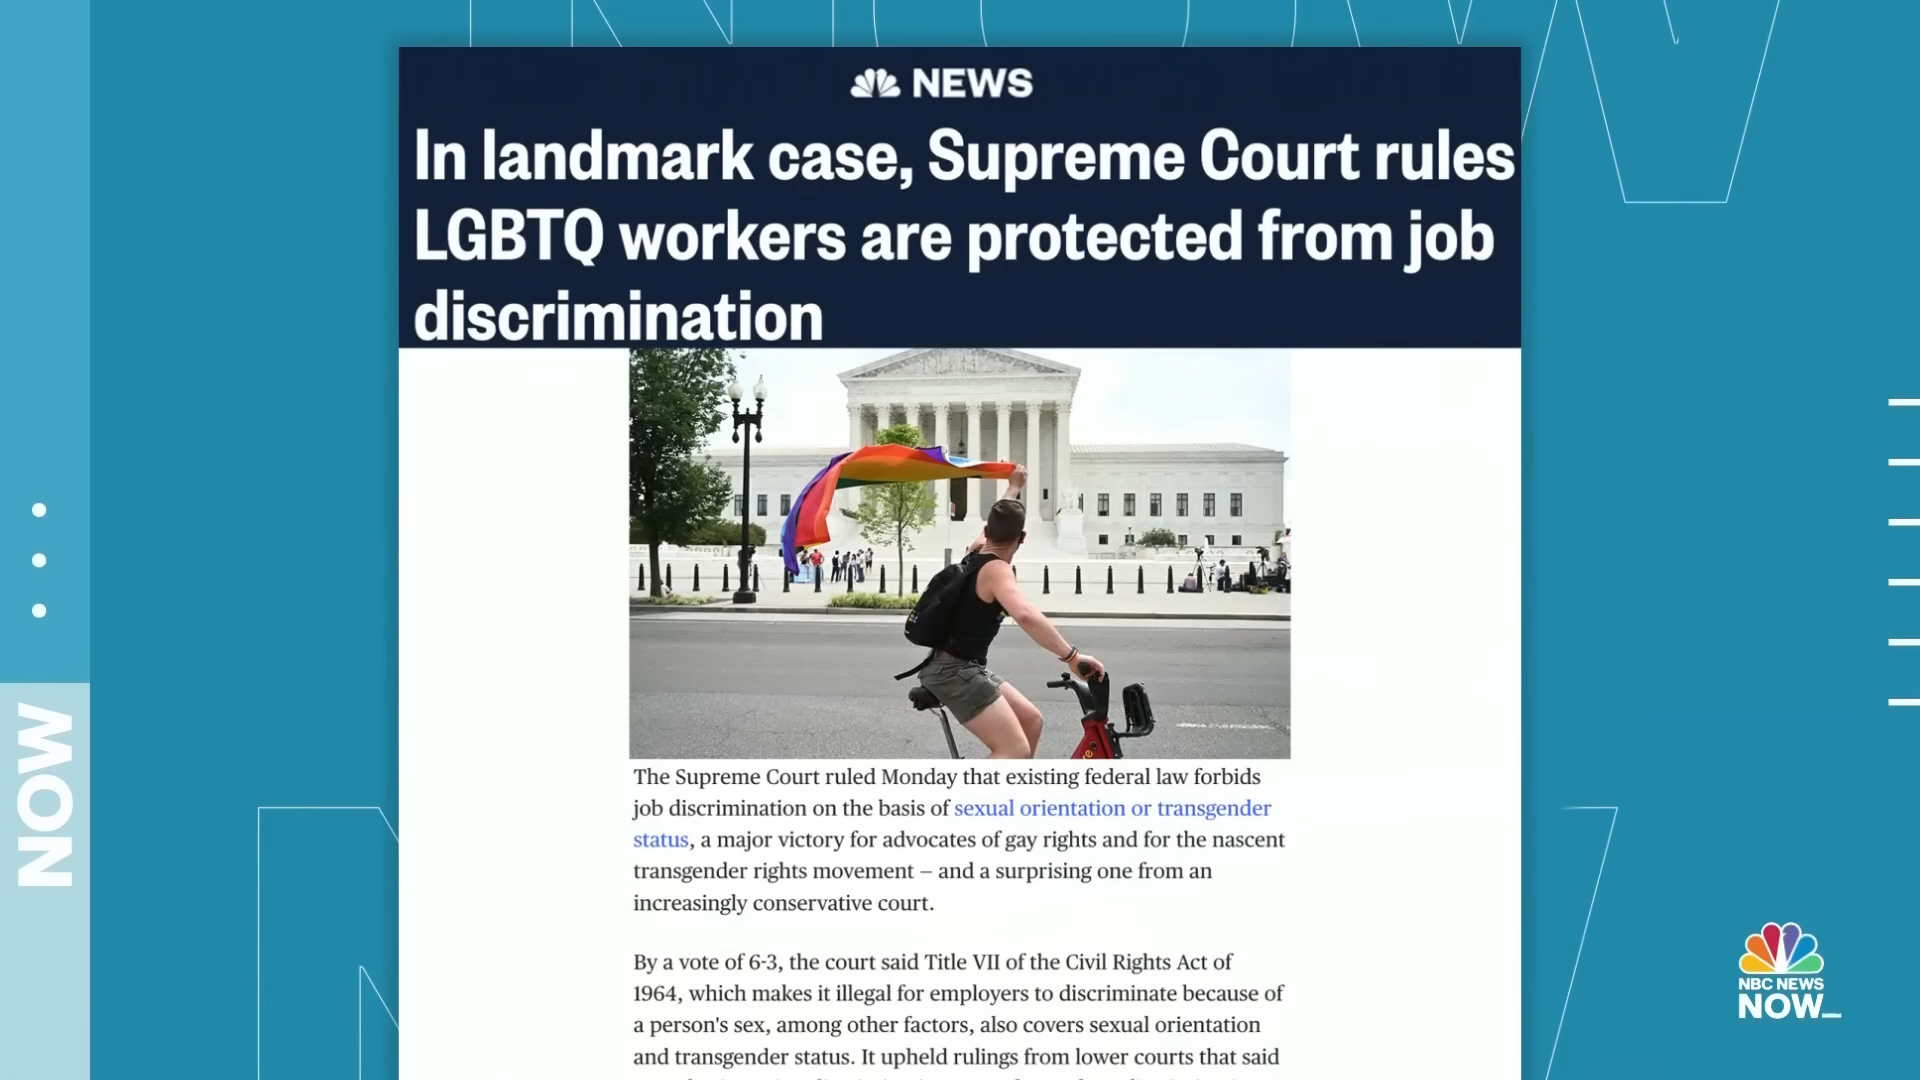 NEWS
In landmark case, Supreme Court rules
LGBTQ workers are protected from job
discrimination
The Supreme Court ruled Monday that existing federal law forbids
job discrimination on the basis of sexual orientation or transgender
status, a major victory for advocates of gay rights and for the nascent
transgender rights movement — and a surprising one from an
increasingly conservative court.
By a vote of 6-3, the court said Title VII of the Civil Rights Act of
1964, which makes it illegal for employers to discriminate because of
a person's sex, among other factors, also covers sexual orientation
and transgender status. It upheld rulings from lower courts that said
NOW
NBC NEWS
NOW_